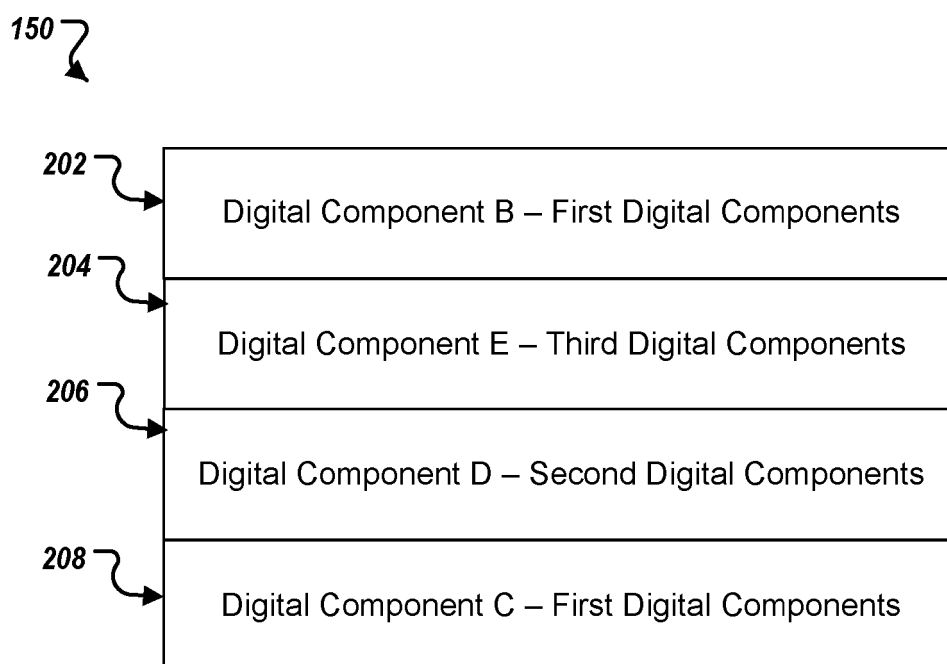 150
202
Digital Component B – First Digital Components
204
Digital Component E – Third Digital Components
206
Digital Component D – Second Digital Components
208
Digital Component C – First Digital Components